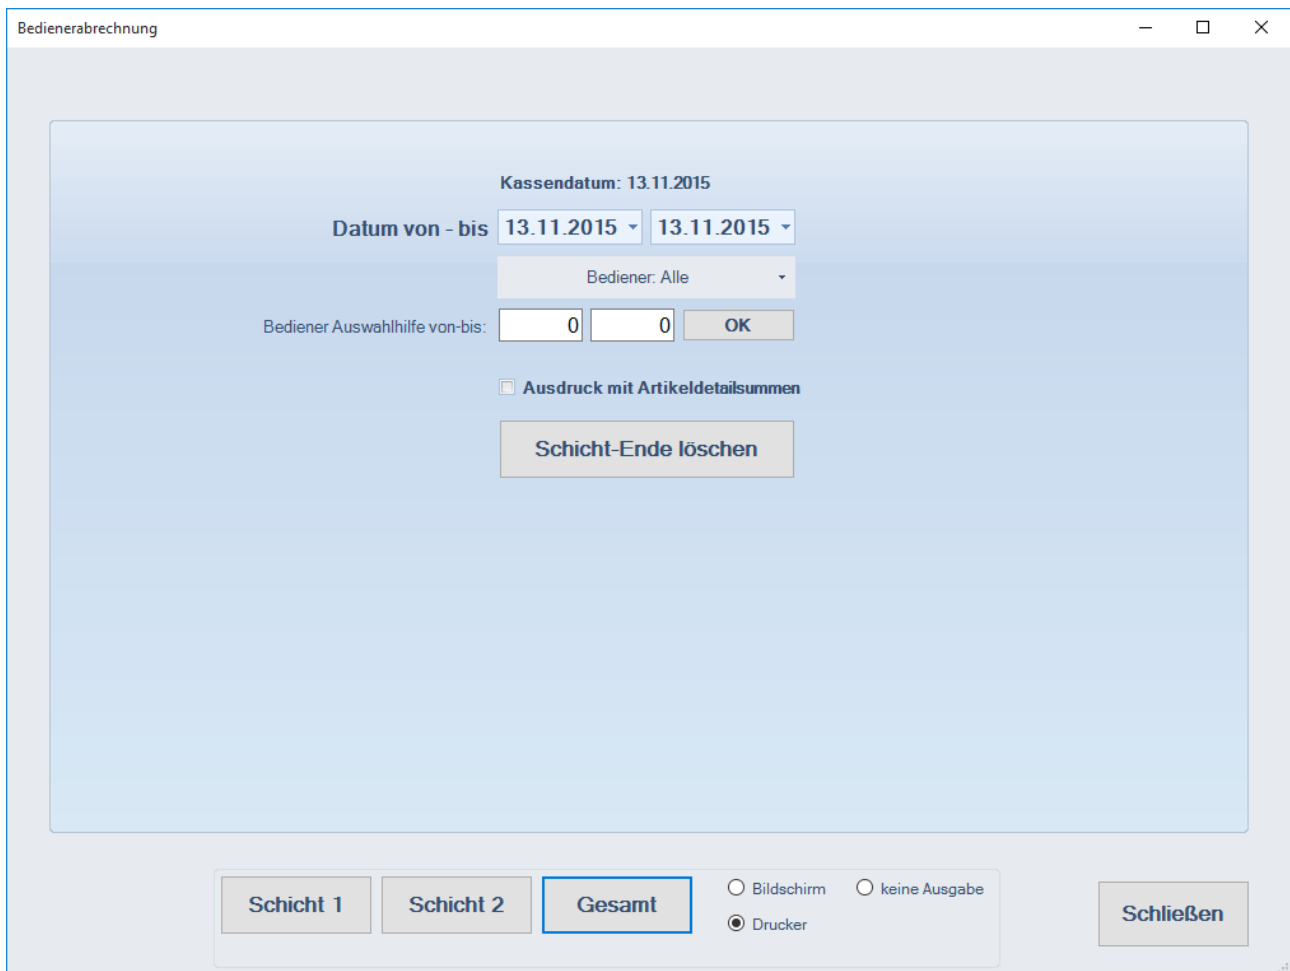 Bedienerabrechnung
Kassendatum: 13.11.2015
Datum von - bis 13.11.2015 13.11.2015
Bediener: Alle
Bediener Auswahlhilfe von-bis: 0 0 OK
Ausdruck mit Artikeldetailsummen
Schicht-Ende löschen
Schicht 1 Schicht 2 Gesamt Bildschirm keine Ausgabe
Drucker
Schließen